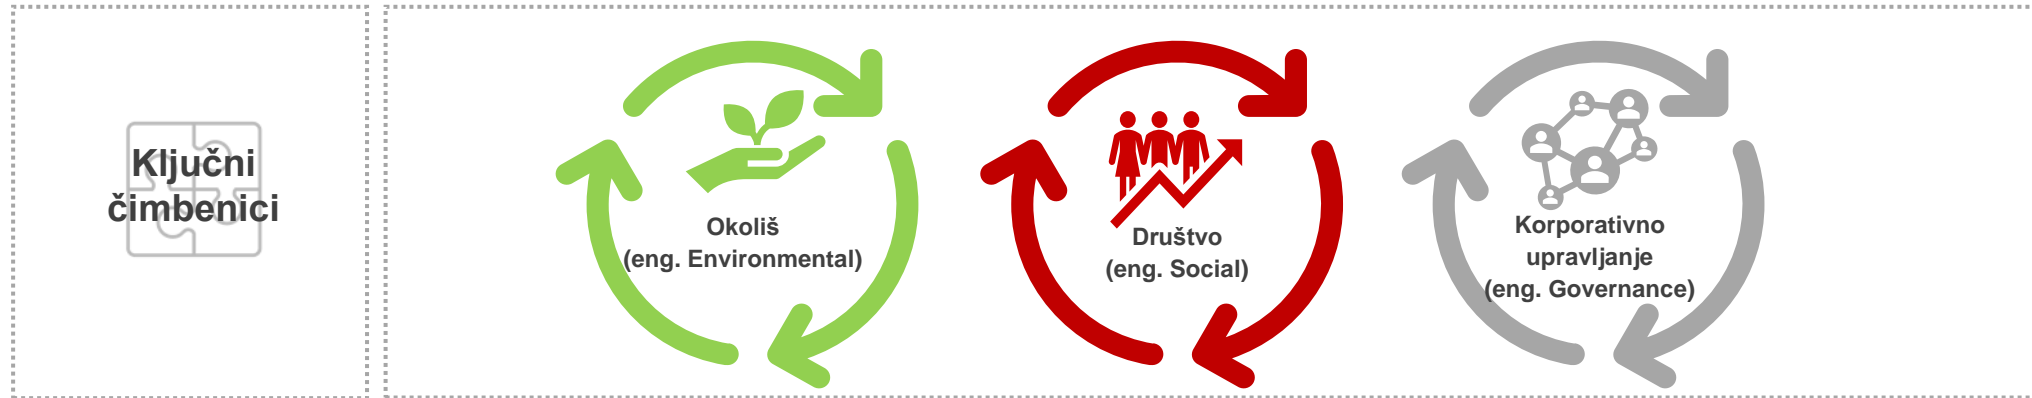 Ključni
čimbenici
Okoliš
(eng. Environmental)
Društvo
(eng. Social)
Korporativno
upravljanje
(eng. Governance)